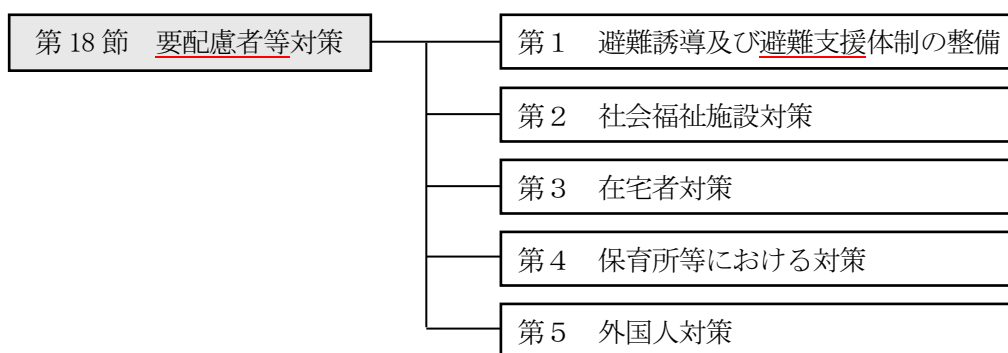 第18節　要配慮者等対策
第１　避難誘導及び避難支援体制の整備
第２　社会福祉施設対策
第３　在宅者対策
第４　保育所等における対策
第５　外国人対策